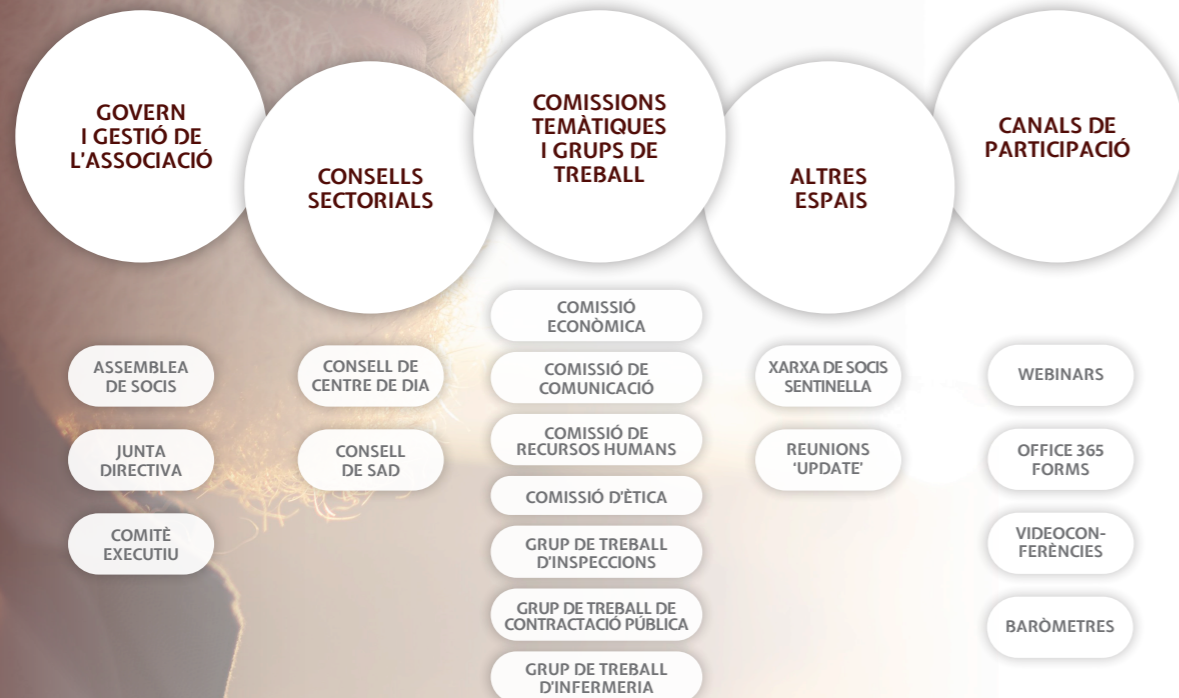 GOVERN
I GESTIÓ DE
L'ASSOCIACIÓ
ASSEMBLEA
DE SOCIS
JUNTA
DIRECTIVA
COMITÈ
EXECUTIU
CONSELLS
SECTORIALS
CONSELL DE
CENTRE DE DIA
CONSELL
DE SAD
COMISSIONS
TEMÀTIQUES
I GRUPS DE
TREBALL
COMISSIÓ
ECONÒMICA
COMISSIÓ DE
COMUNICACIÓ
COMISSIÓ DE
RECURSOS HUMANS
COMISSIÓ D'ÈTICA
GRUP DE TREBALL
D'INSPECCIONS
GRUP DE TREBALL DE
CONTRACTACIÓ PÚBLICA
GRUP DE TREBALL
D'INFERMERIA
ALTRES
ESPAIS
XARXA DE SOCIS
SENTINELLA
REUNIONS
‘UPDATE’
CANALS DE
PARTICIPACIÓ
WEBINARS
OFFICE 365
FORMS
VIDEOCON-
FERÈNCIES
BARÒMETRES